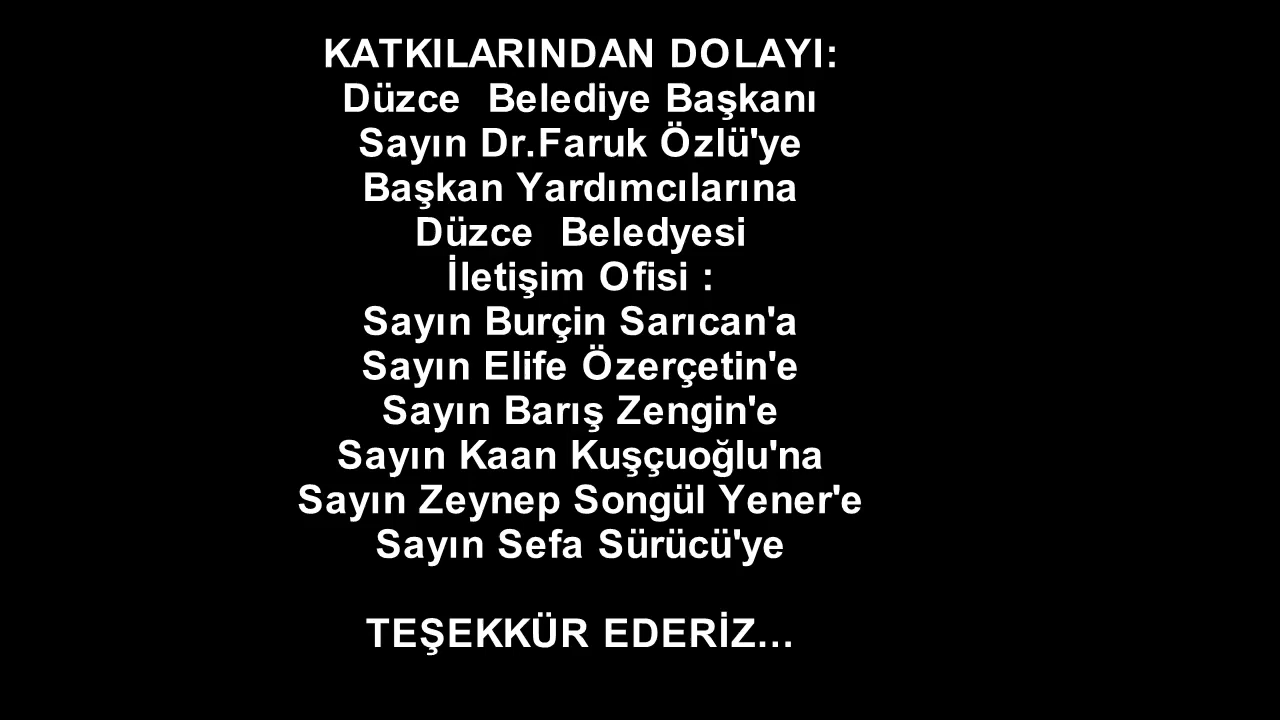 KATKILARINDAN DOLAYI:
Düzce  Belediye Başkanı
Sayın Dr.Faruk Özlü'ye
Başkan Yardımcılarına
Düzce  Beledyesi
İletişim Ofisi :
Sayın Burçin Sarıcan'a
Sayın Elife Özerçetin'e
Sayın Barış Zengin'e
Sayın Kaan Kuşçuoğlu'na
Sayın Zeynep Songül Yener'e
Sayın Sefa Sürücü'ye
TEŞEKKÜR EDERİZ...